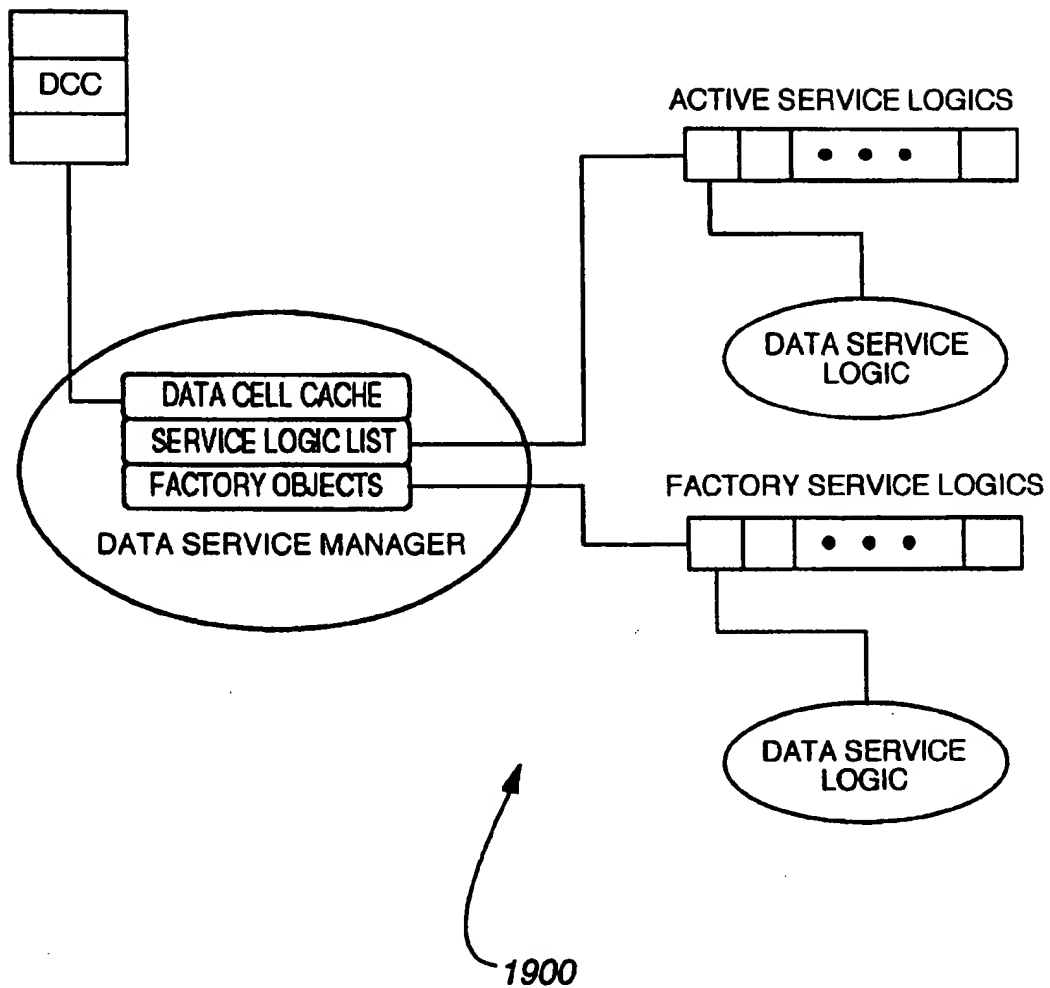 DCC
ACTIVE SERVICE LOGICS
DATA SERVICE
LOGIC
DATA CELL CACHE
SERVICE LOGIC LIST
FACTORY OBJECTS
DATA SERVICE MANAGER
FACTORY SERVICE LOGICS
DATA SERVICE
LOGIC
1900